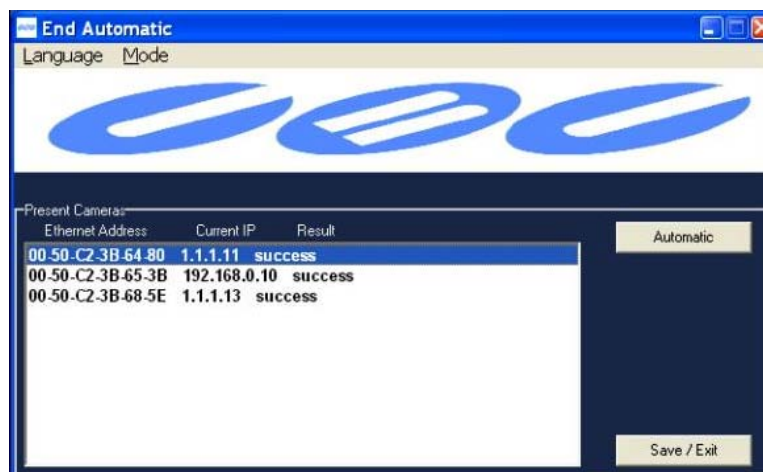 End Automatic
Language Mode
CBC
Present Cameras
Ethernet Address Current IP Result
Automatic
00-50-C2-3B-64-80 1.1.1.11 success
00-50-C2-3B-65-3B 192.168.0.10 success
00-50-C2-3B-68-5E 1.1.1.13 success
Save / Exit